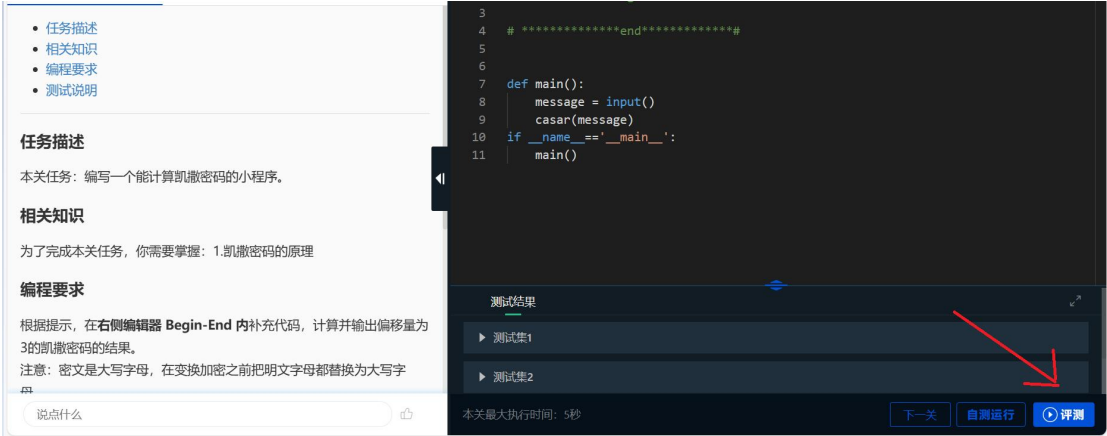 任务描述
相关知识
编程要求
测试说明
任务描述
本关任务：编写一个能计算凯撒密码的小程序。
相关知识
为了完成本关任务，你需要掌握：1.凯撒密码的原理
编程要求
根据提示，在右侧编辑器 Begin-End 内补充代码，计算并输出偏移量为
3的凯撒密码的结果。
注意：密文是大写字母，在变换加密之前把明文字母都替换为大写字
说点什么
3
4 # **************end*************#
5
6
7 def main():
8 message = input()
9 casar(message)
10 if __name__=='__main__':
11 main()
测试结果
测试集1
测试集2
本关最大执行时间：5秒
下一关
自测运行
评测